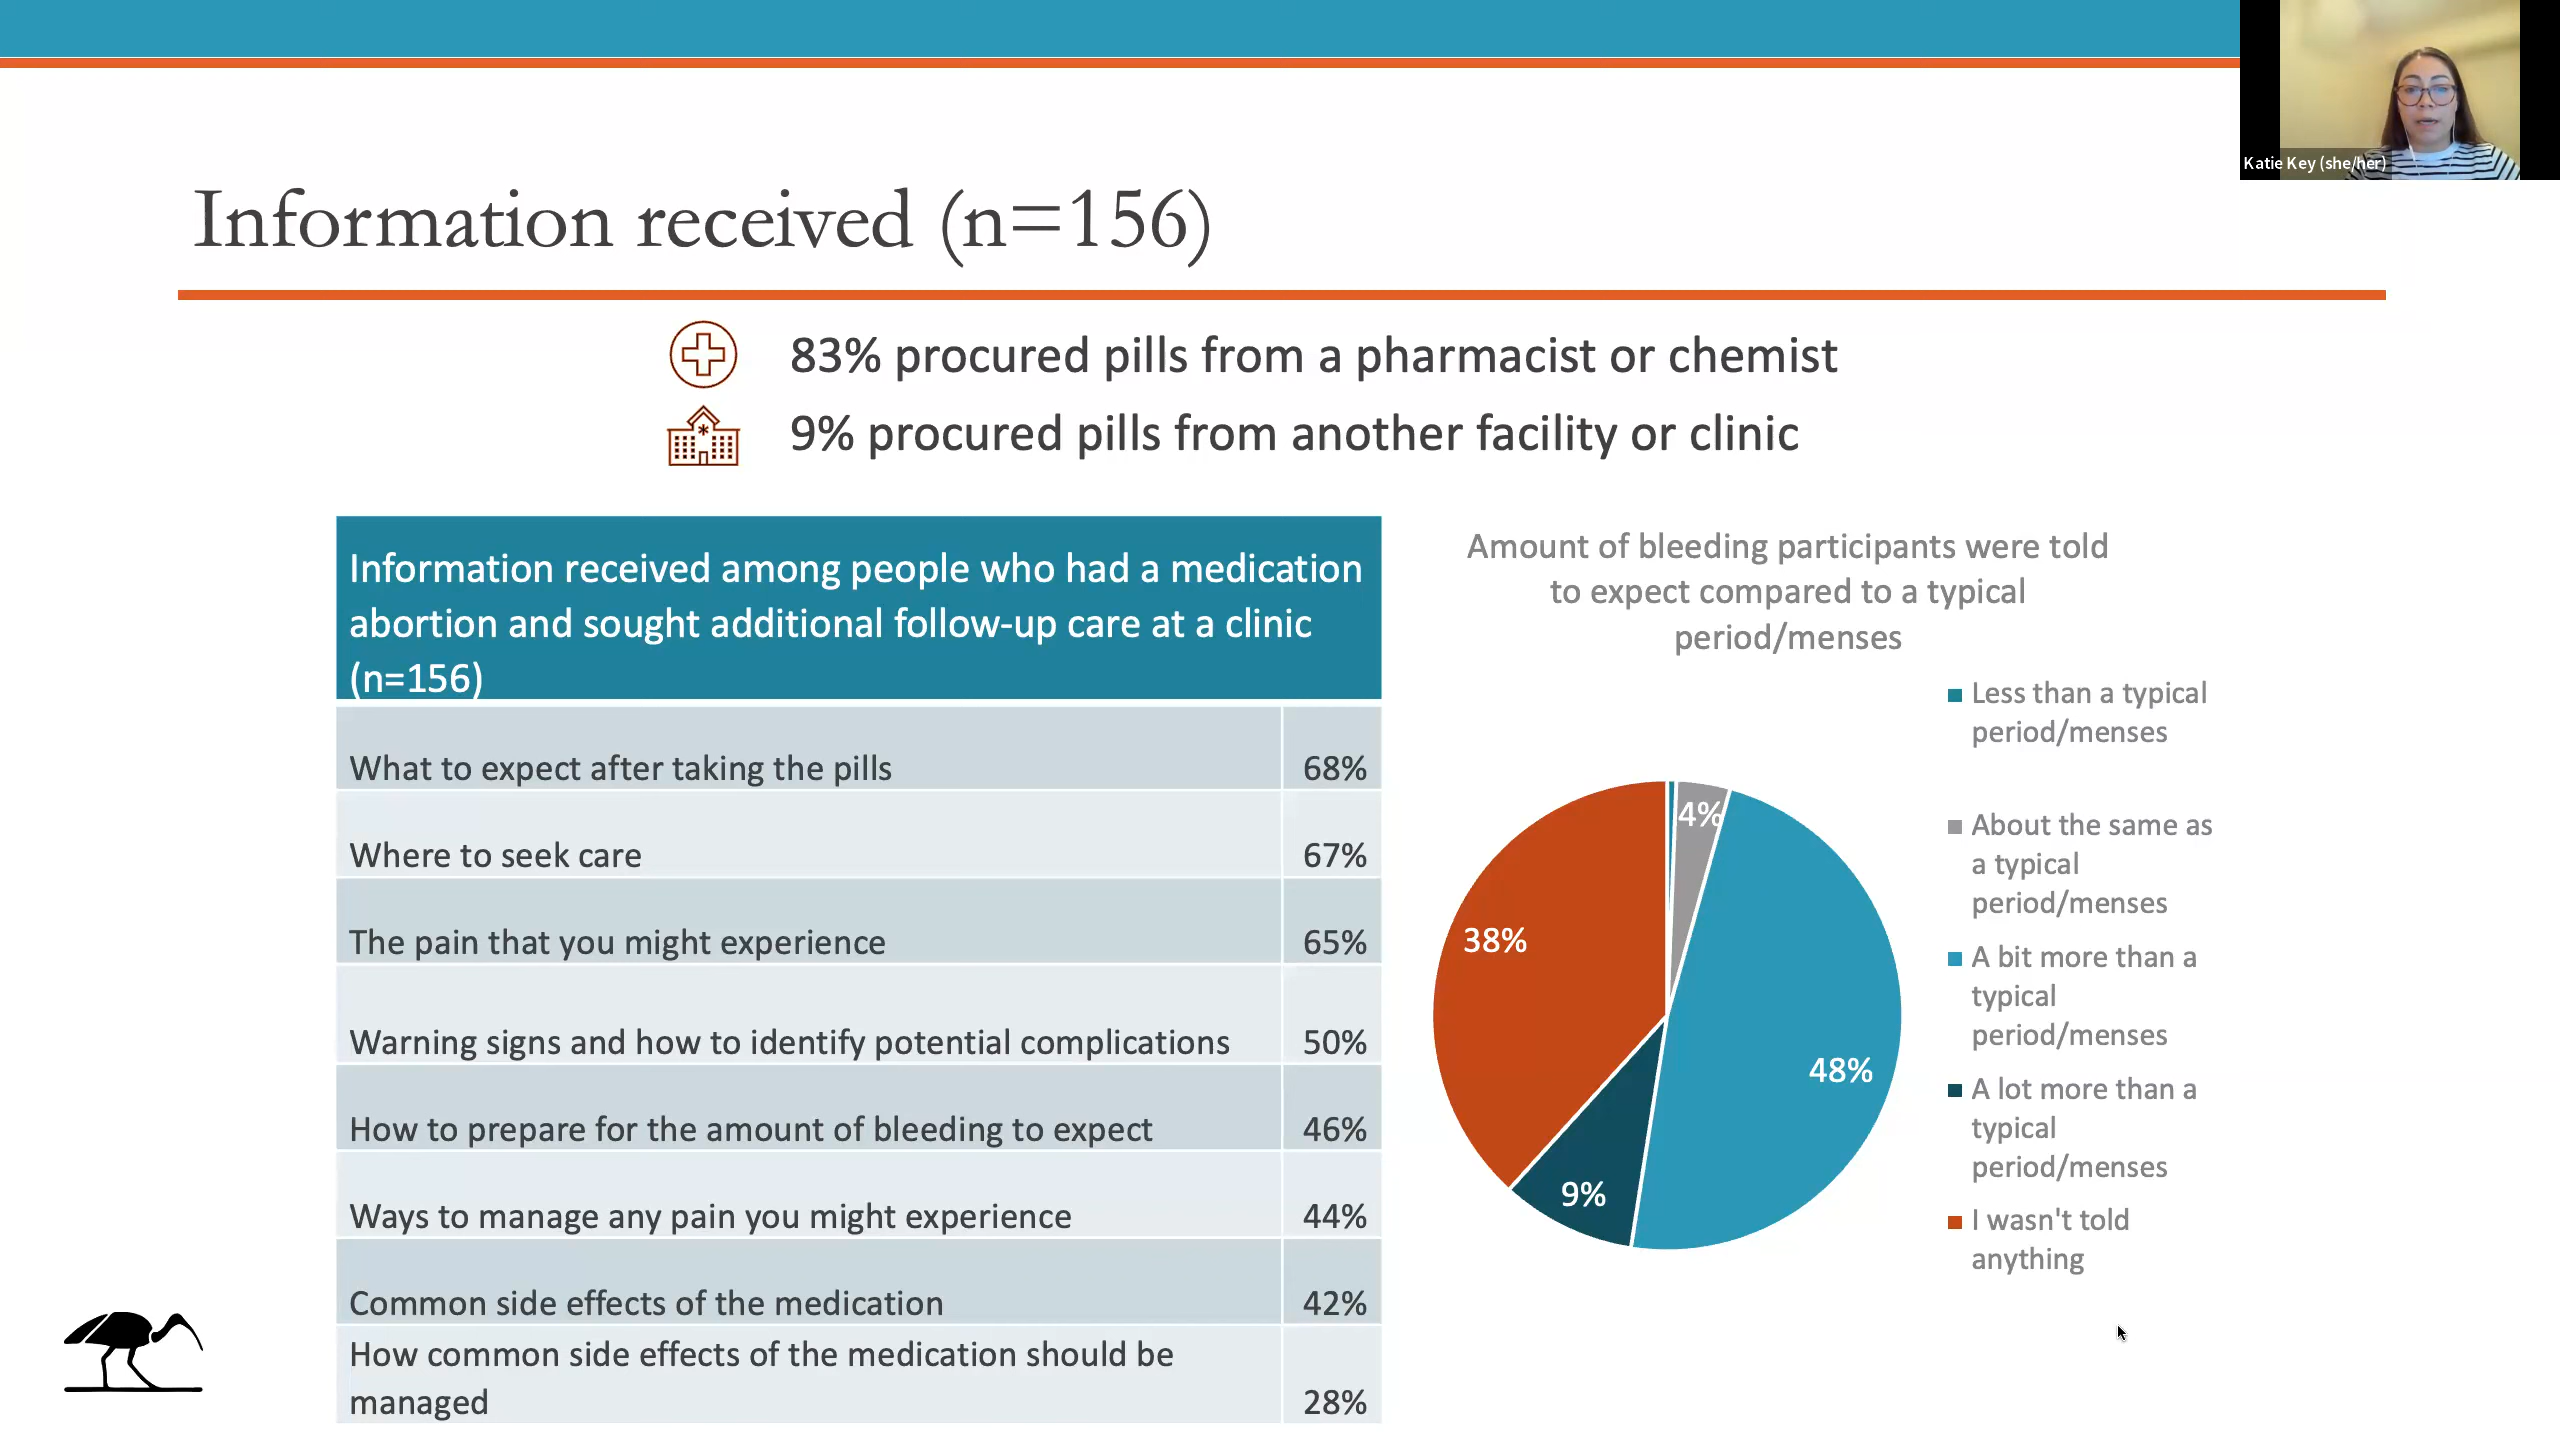 Katie Key (she/her)
Information received (n=156)
83% procured pills from a pharmacist or chemist
9% procured pills from another facility or clinic
Information received among people who had a medication
abortion and sought additional follow-up care at a clinic
(n=156)
What to expect after taking the pills 68%
Where to seek care 67%
The pain that you might experience 65%
Warning signs and how to identify potential complications 50%
How to prepare for the amount of bleeding to expect 46%
Ways to manage any pain you might experience 44%
Common side effects of the medication 42%
How common side effects of the medication should be
managed 28%
Amount of bleeding participants were told
to expect compared to a typical
period/menses
4%
38%
48%
9%
Less than a typical
period/menses
About the same as
a typical
period/menses
A bit more than a
typical
period/menses
A lot more than a
typical
period/menses
I wasn't told
anything